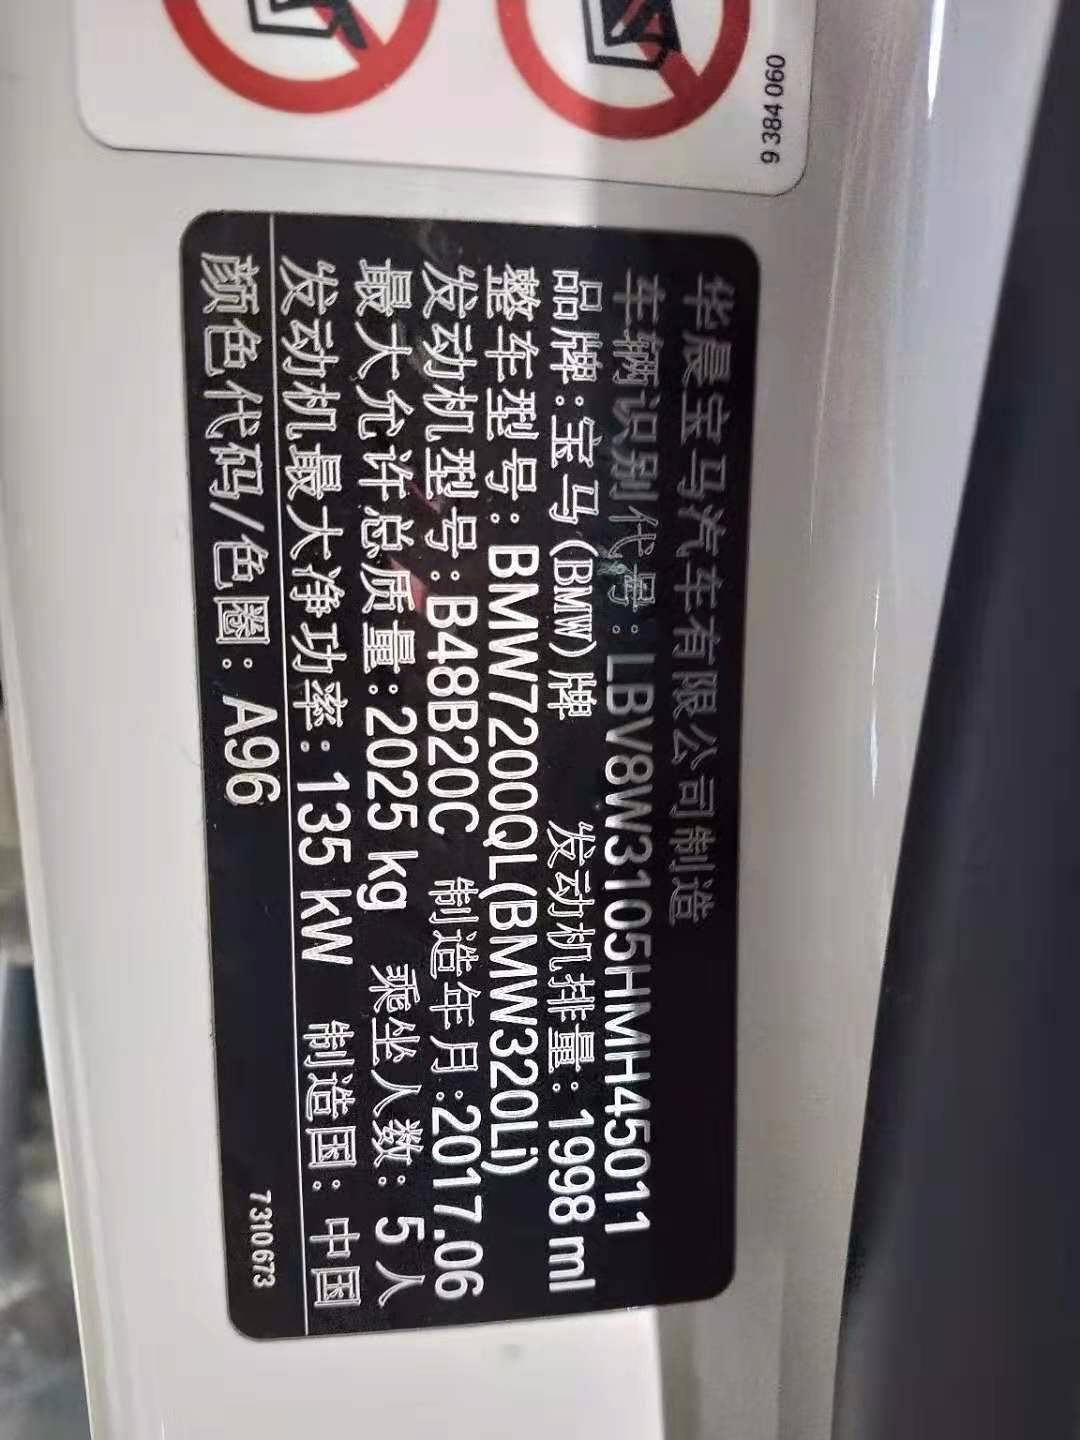 9 384 060
华晨宝马汽车有限公司制造
车辆识别代号：LBV8W3105HMH45011
品牌：宝马(BMW)牌 发动机排量：1998 ml
整车型号：BMW7200QL(BMW320Li)
发动机型号：B48B20C 制造年月：2017.06
最大允许总质量：2025 kg 乘坐人数：5人
发动机最大净功率：135 kW 制造国：中国
颜色代码/色圈：A96
7310673